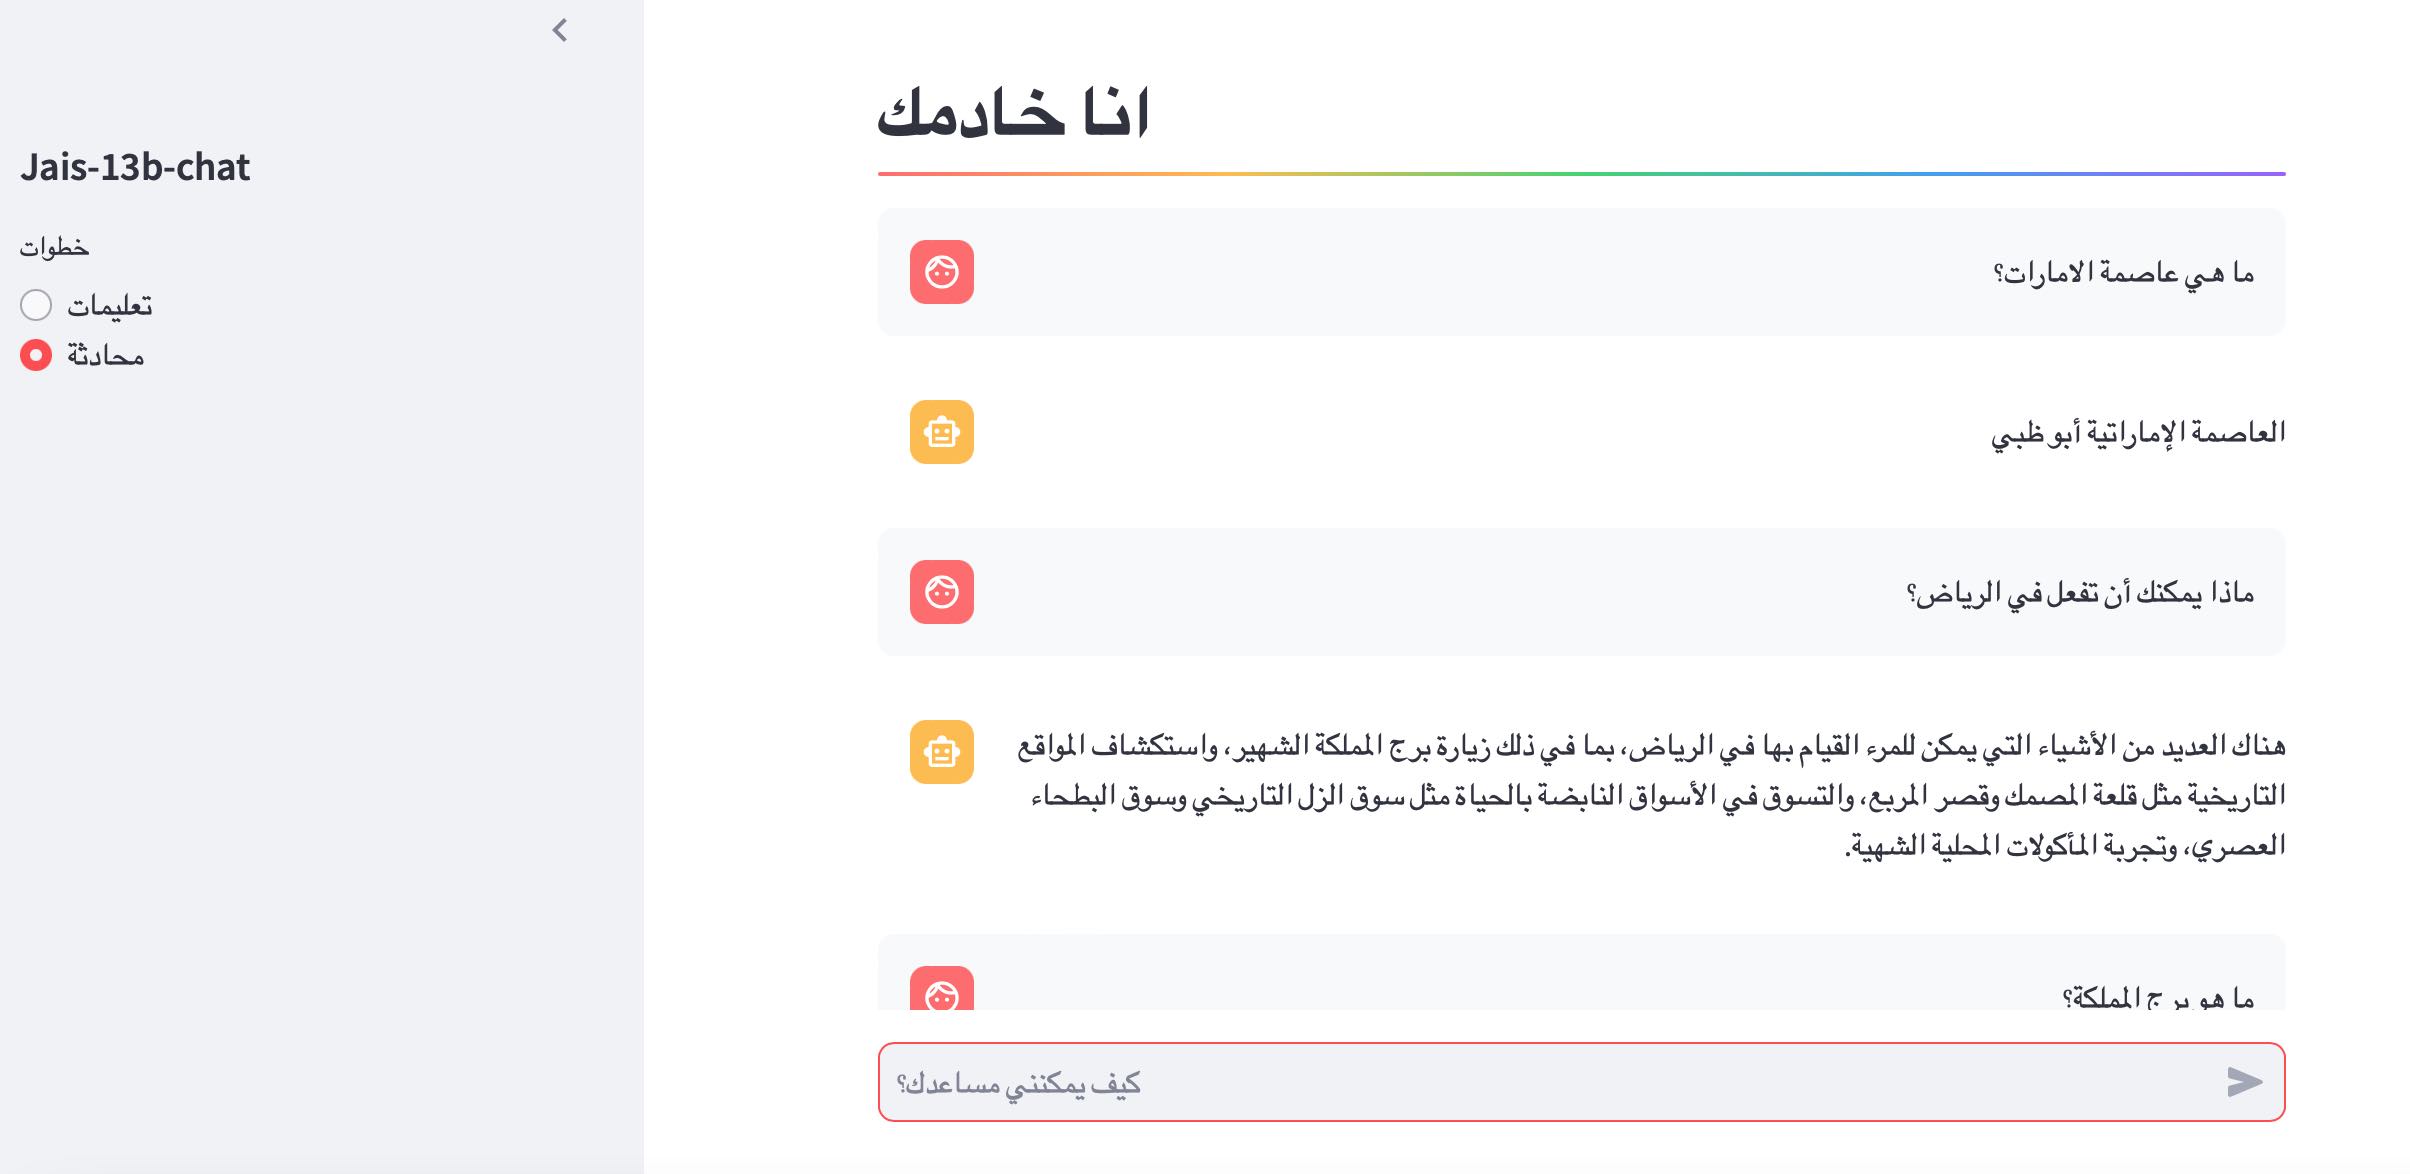 Jais-13b-chat
خطوات
تعليمات
محادثة
انا خادمك
ما هي عاصمة الامارات؟
العاصمة الإماراتية أبو ظبي
ماذا يمكنك أن تفعل في الرياض؟
هناك العديد من الأشياء التي يمكن للمرء القيام بها في الرياض، بما في ذلك زيارة برج المملكة الشهير، واستكشاف المواقع
التاريخية مثل قلعة المصمك وقصر المربع، والتسوق في الأسواق النابضة بالحياة مثل سوق الزل التاريخي وسوق البطحاء
العصري، وتجربة المأكولات المحلية الشهية.
ما هو برج المملكة؟
كيف يمكنني مساعدك؟